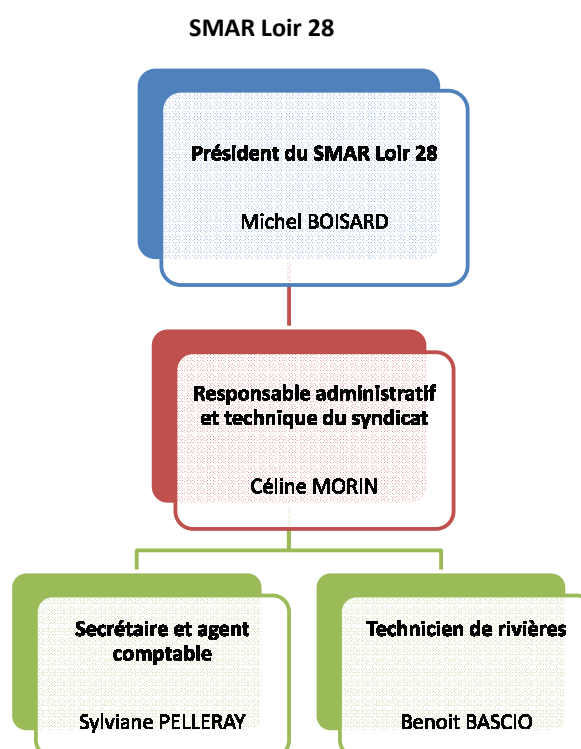 SMAR Loir 28
Président du SMAR Loir 28
Michel BOISARD
Responsable administratif
et technique du syndicat
Céline MORIN
Secrétaire et agent
comptable
Sylviane PELLERAY
Technicien de rivières
Benoit BASCIO